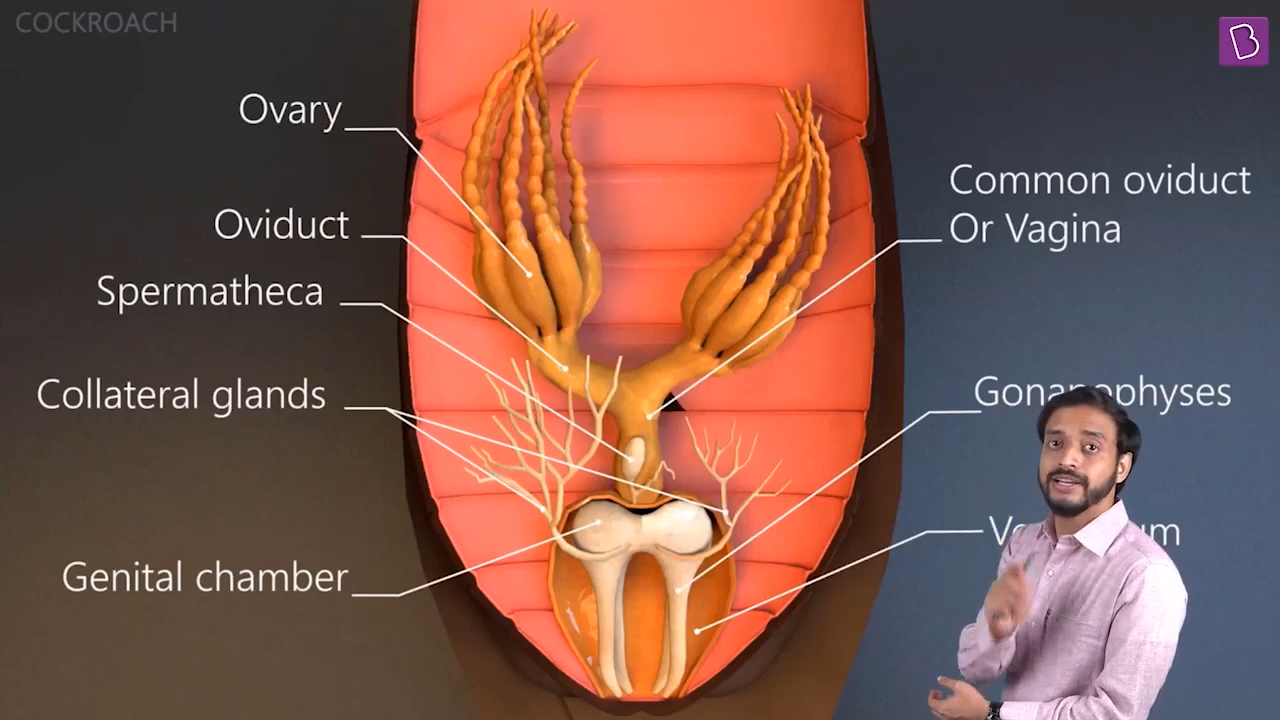 COCKROACH
Ovary
Oviduct
Spermatheca
Collateral glands
Genital chamber
Common oviduct
Or Vagina